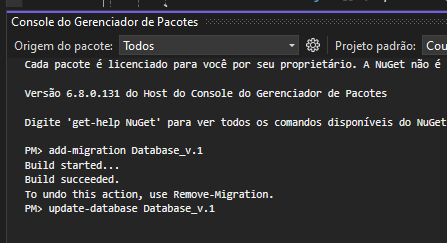 Console do Gerenciador de Pacotes
Origem do pacote: Todos Projeto padrão: Cou
Cada pacote é licenciado para você por seu proprietário. A NuGet não é
Versão 6.8.0.131 do Host do Console do Gerenciador de Pacotes
Digite 'get-help NuGet' para ver todos os comandos disponíveis do NuGet
PM> add-migration Database_v.1
Build started...
Build succeeded.
To undo this action, use Remove-Migration.
PM> update-database Database_v.1